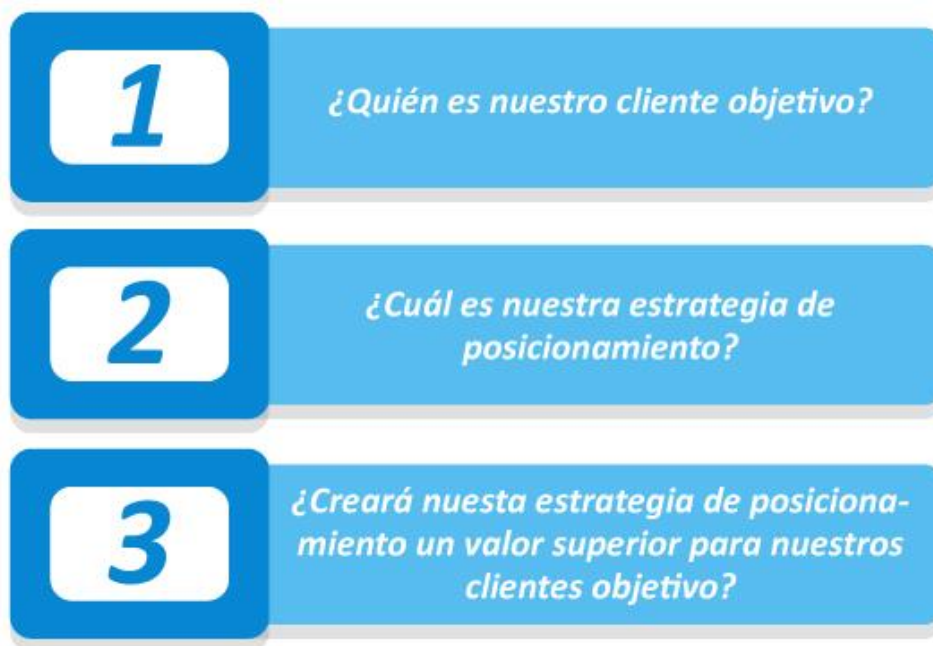 1
¿Quién es nuestro cliente objetivo?
2
¿Cuál es nuestra estrategia de
posicionamiento?
3
¿Creará nuesta estrategia de posiciona-
miento un valor superior para nuestros
clientes objetivo?